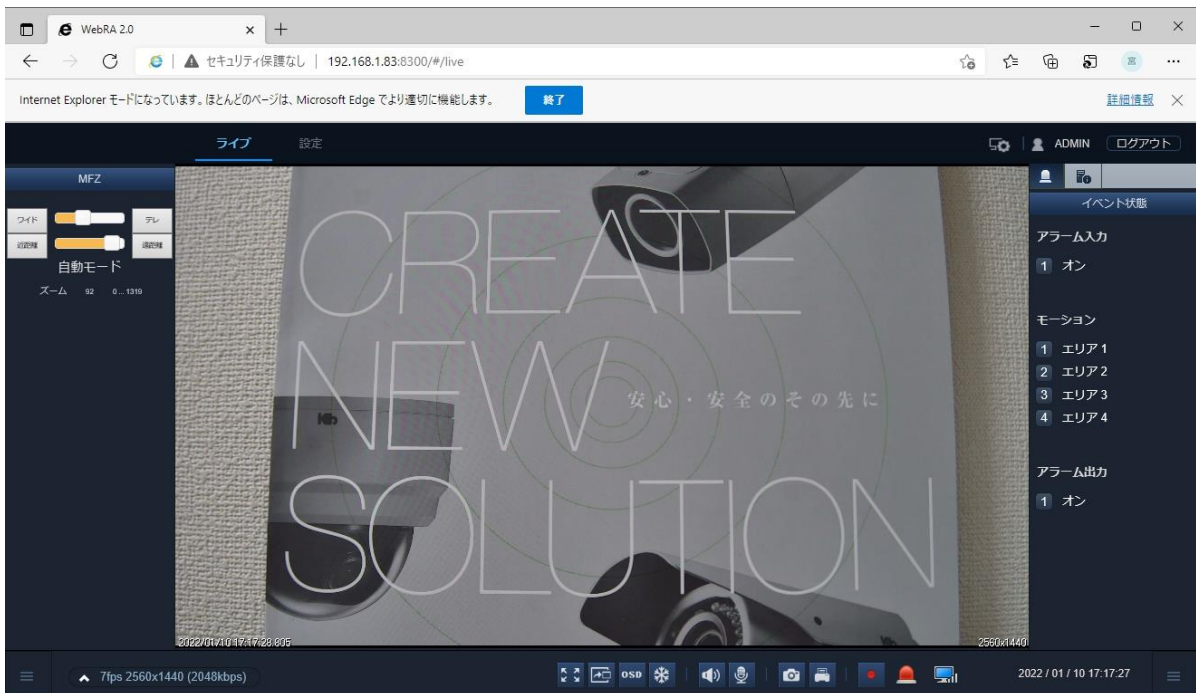 WebRA 2.0
セキュリティ保護なし 192.168.1.83:8300/#/live
Internet Explorer モードになっています。ほとんどのページは、Microsoft Edge でより適切に機能します。 終了 詳細情報
ライブ 設定 ADMIN ログアウト
MFZ
ワイド テレ
近距離 遠距離
自動モード
ズーム 92 0...1319
CREATE
NEW
安心・安全のその先に
SOLUTION
Ktb
2022/01/10 17:17:28.805
2560x1440
イベント状態
アラーム入力
1 オン
モーション
1 エリア 1
2 エリア 2
3 エリア 3
4 エリア 4
アラーム出力
1 オン
7fps 2560x1440 (2048kbps)
OSD
2022 / 01 / 10 17:17:27